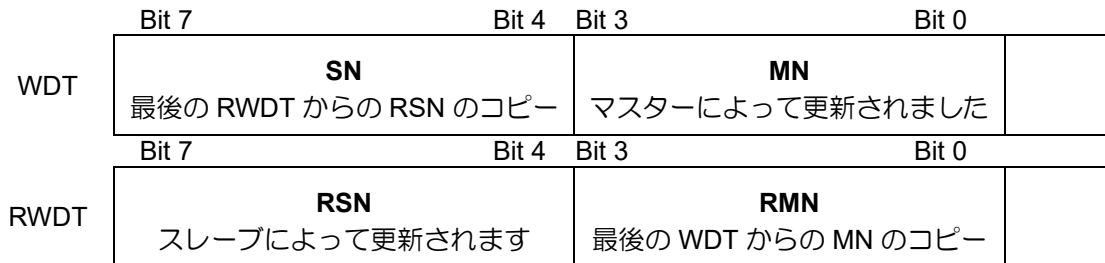 Bit 7 Bit 4 Bit 3 Bit 0
WDT
SN MN
最後の RWDT からの RSN のコピー マスターによって更新されました
Bit 7 Bit 4 Bit 3 Bit 0
RWDT
RSN RMN
スレーブによって更新されます 最後の WDT からの MN のコピー